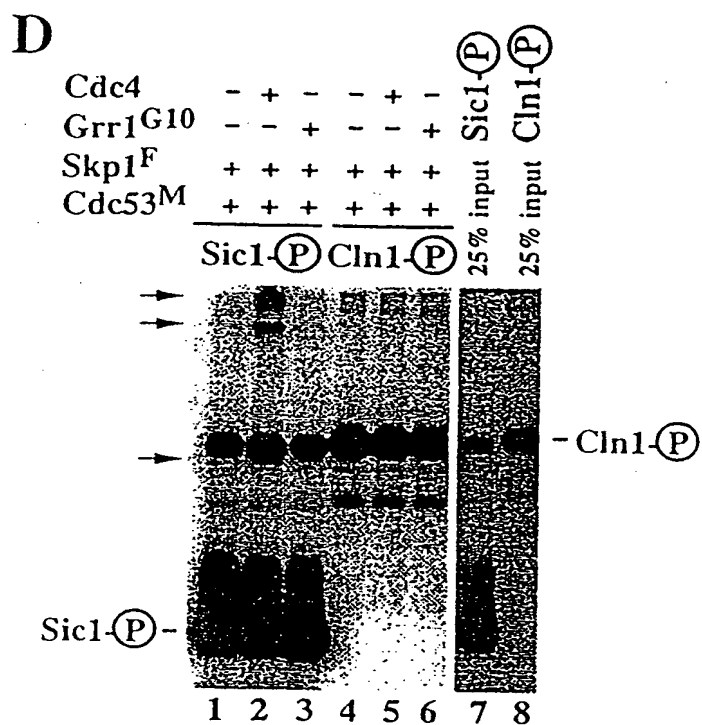 D
Cdc4 - + - - + -
Grr1G10 - - + - - +
Skp1F + + + + + +
Cdc53M + + + + + +
Sic1-P Cln1-P
25% input Sic1-P
25% input Cln1-P
-Cln1-P
Sic1-P-
1 2 3 4 5 6 7 8